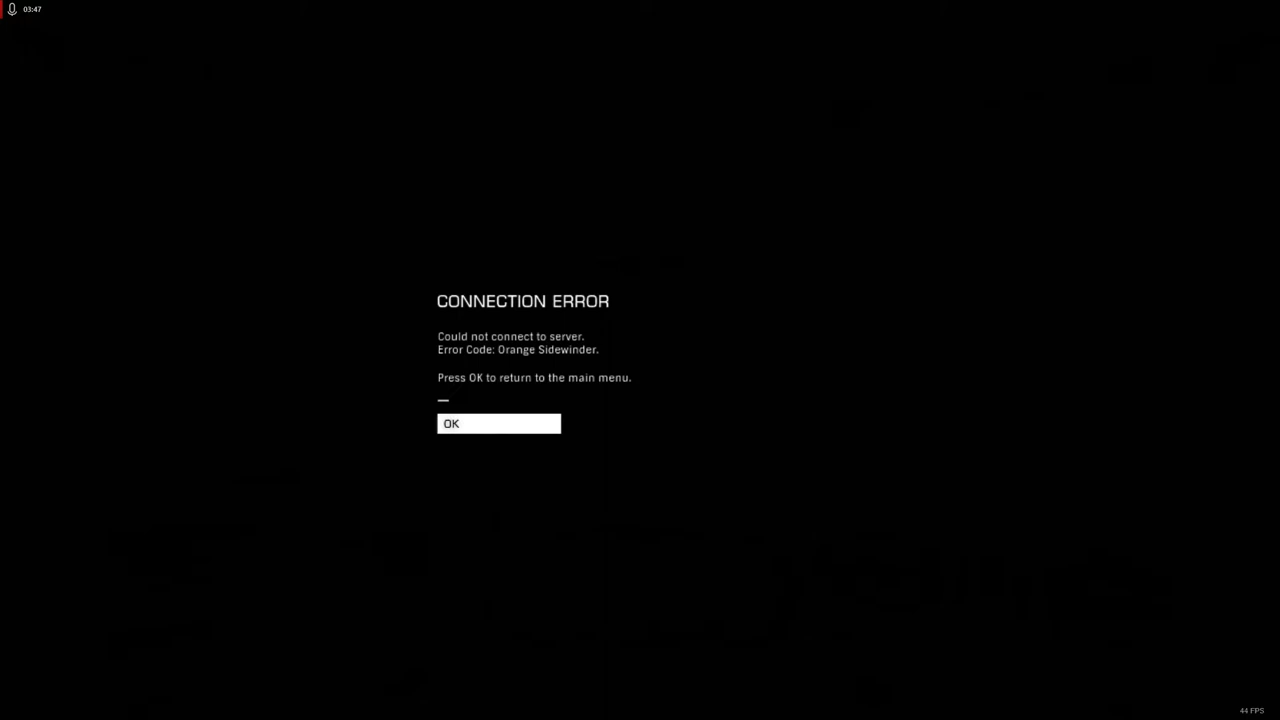 03:47
CONNECTION ERROR
Could not connect to server.
Error Code: Orange Sidewinder.
Press OK to return to the main menu.
OK
44 FPS